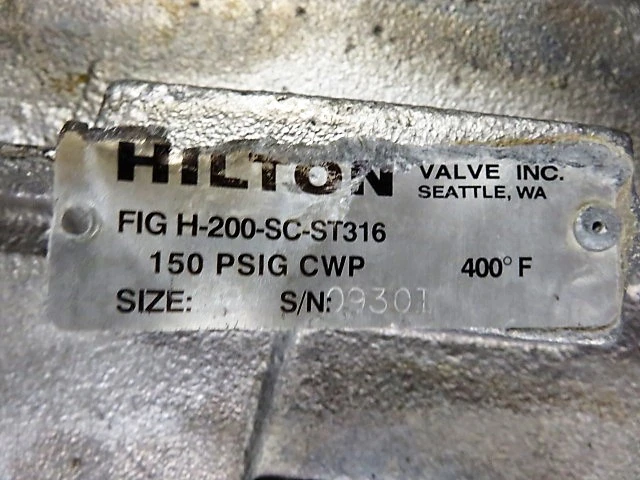 HILTON VALVE INC.
SEATTLE, WA
FIG H-200-SC-ST316
150 PSIG CWP 400° F
SIZE: S/N: 09301